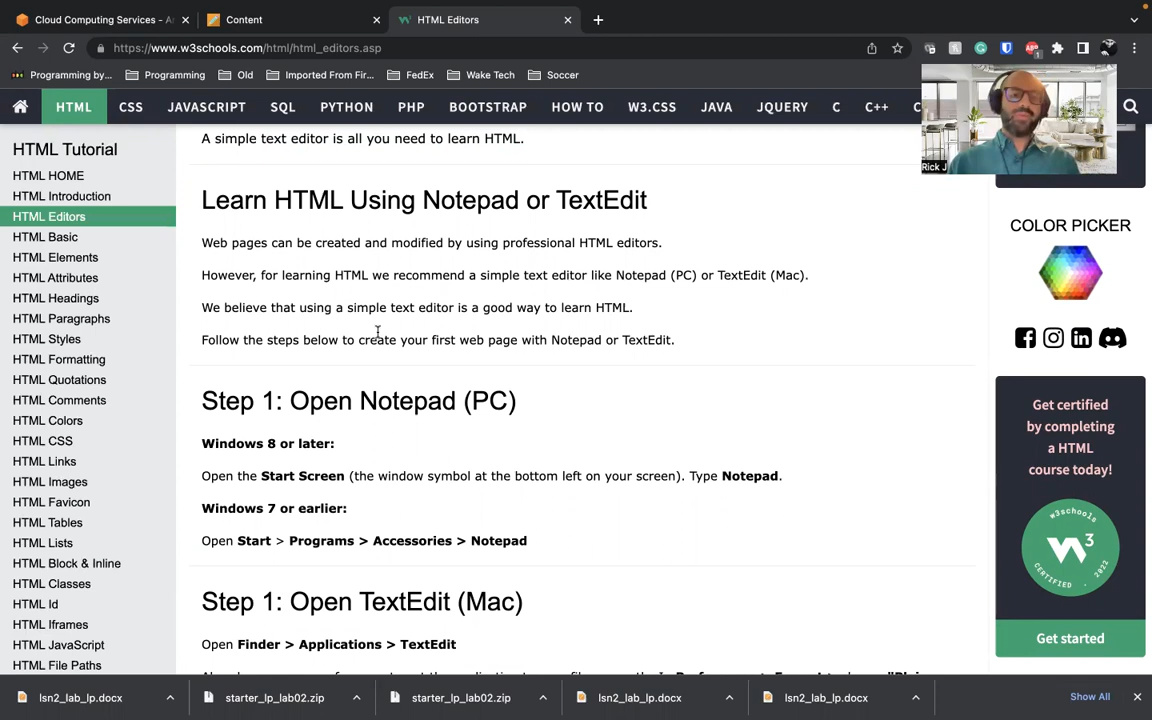 Cloud Computing Services - A
Content
HTML Editors
https://www.w3schools.com/html/html_editors.asp
Programming by...
Programming
Old
Imported From Fir...
FedEx
Wake Tech
Soccer
HTML
CSS
JAVASCRIPT
SQL
PYTHON
PHP
BOOTSTRAP
HOW TO
W3.CSS
JAVA
JQUERY
C
C++
Rick J
HTML Tutorial
HTML HOME
HTML Introduction
HTML Editors
HTML Basic
HTML Elements
HTML Attributes
HTML Headings
HTML Paragraphs
HTML Styles
HTML Formatting
HTML Quotations
HTML Comments
HTML Colors
HTML CSS
HTML Links
HTML Images
HTML Favicon
HTML Tables
HTML Lists
HTML Block & Inline
HTML Classes
HTML Id
HTML Iframes
HTML JavaScript
HTML File Paths
A simple text editor is all you need to learn HTML.
Learn HTML Using Notepad or TextEdit
Web pages can be created and modified by using professional HTML editors.
However, for learning HTML we recommend a simple text editor like Notepad (PC) or TextEdit (Mac).
We believe that using a simple text editor is a good way to learn HTML.
Follow the steps below to create your first web page with Notepad or TextEdit.
Step 1: Open Notepad (PC)
Windows 8 or later:
Open the Start Screen (the window symbol at the bottom left on your screen). Type Notepad.
Windows 7 or earlier:
Open Start > Programs > Accessories > Notepad
Step 1: Open TextEdit (Mac)
Open Finder > Applications > TextEdit
COLOR PICKER
Get certified
by completing
a HTML
course today!
w3schools
W3
CERTIFIED . 2022
Get started
lsn2_lab_lp.docx
starter_lp_lab02.zip
starter_lp_lab02.zip
lsn2_lab_lp.docx
lsn2_lab_lp.docx
Show All